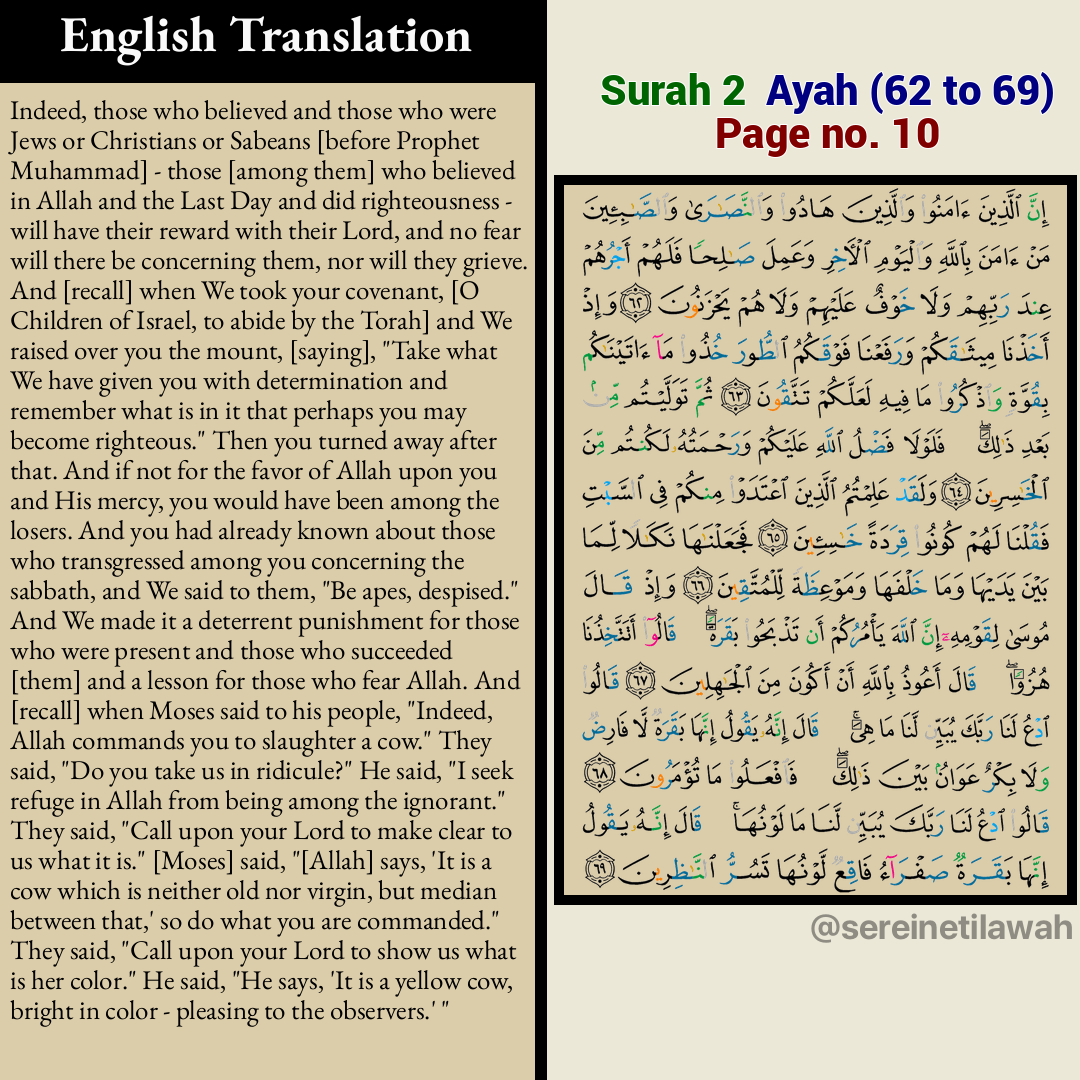 English Translation
Indeed, those who believed and those who were
Jews or Christians or Sabeans [before Prophet
Muhammad] - those [among them] who believed
in Allah and the Last Day and did righteousness -
will have their reward with their Lord, and no fear
will there be concerning them, nor will they grieve.
And [recall] when We took your covenant, [O
Children of Israel, to abide by the Torah] and We
raised over you the mount, [saying], "Take what
We have given you with determination and
remember what is in it that perhaps you may
become righteous." Then you turned away after
that. And if not for the favor of Allah upon you
and His mercy, you would have been among the
losers. And you had already known about those
who transgressed among you concerning the
sabbath, and We said to them, "Be apes, despised."
And We made it a deterrent punishment for those
who were present and those who succeeded
[them] and a lesson for those who fear Allah. And
[recall] when Moses said to his people, "Indeed,
Allah commands you to slaughter a cow." They
said, "Do you take us in ridicule?" He said, "I seek
refuge in Allah from being among the ignorant."
They said, "Call upon your Lord to make clear to
us what it is." [Moses] said, "[Allah] says, 'It is a
cow which is neither old nor virgin, but median
between that,' so do what you are commanded."
They said, "Call upon your Lord to show us what
is her color." He said, "He says, 'It is a yellow cow,
bright in color - pleasing to the observers.' "
Surah 2 Ayah (62 to 69)
Page no. 10
إِنَّ ٱلَّذِينَ ءَامَنُوا۟ وَٱلَّذِينَ هَادُوا۟ وَٱلنَّصَـٰرَىٰ وَٱلصَّـٰبِـِٔينَ
مَنْ ءَامَنَ بِٱللَّهِ وَٱلْيَوْمِ ٱلْـَٔاخِرِ وَعَمِلَ صَـٰلِحًا فَلَهُمْ أَجْرُهُمْ
عِندَ رَبِّهِمْ وَلَا خَوْفٌ عَلَيْهِمْ وَلَا هُمْ يَحْزَنُونَ ٦٢ وَإِذْ
أَخَذْنَا مِيثَـٰقَكُمْ وَرَفَعْنَا فَوْقَكُمُ ٱلطُّورَ خُذُوا۟ مَآ ءَاتَيْنَـٰكُم
بِقُوَّةٍ وَٱذْكُرُوا۟ مَا فِيهِ لَعَلَّكُمْ تَتَّقُونَ ٦٣ ثُمَّ تَوَلَّيْتُم مِّنۢ
بَعْدِ ذَٰلِكَ ۖ فَلَوْلَا فَضْلُ ٱللَّهِ عَلَيْكُمْ وَرَحْمَتُهُۥ لَكُنتُم مِّنَ
ٱلْخَـٰسِرِينَ ٦٤ وَلَقَدْ عَلِمْتُمُ ٱلَّذِينَ ٱعْتَدَوْا۟ مِنكُمْ فِى ٱلسَّبْتِ
فَقُلْنَا لَهُمْ كُونُوا۟ قِرَدَةً خَـٰسِـِٔينَ ٦٥ فَجَعَلْنَـٰهَا نَكَـٰلًا لِّمَا
بَيْنَ يَدَيْهَا وَمَا خَلْفَهَا وَمَوْعِظَةً لِّلْمُتَّقِينَ ٦٦ وَإِذْ قَالَ
مُوسَىٰ لِقَوْمِهِۦٓ إِنَّ ٱللَّهَ يَأْمُرُكُمْ أَن تَذْبَحُوا۟ بَقَرَةً ۖ قَالُوٓا۟ أَتَتَّخِذُنَا
هُزُوًا ۖ قَالَ أَعُوذُ بِٱللَّهِ أَنْ أَكُونَ مِنَ ٱلْجَـٰهِلِينَ ٦٧ قَالُوا۟
ٱدْعُ لَنَا رَبَّكَ يُبَيِّن لَّنَا مَا هِىَ ۚ قَالَ إِنَّهُۥ يَقُولُ إِنَّهَا بَقَرَةٌ لَّا فَارِضٌ
وَلَا بِكْرٌ عَوَانٌۢ بَيْنَ ذَٰلِكَ ۖ فَٱفْعَلُوا۟ مَا تُؤْمَرُونَ ٦٨
قَالُوا۟ ٱدْعُ لَنَا رَبَّكَ يُبَيِّن لَّنَا مَا لَوْنُهَا ۚ قَالَ إِنَّهُۥ يَقُولُ
إِنَّهَا بَقَرَةٌ صَفْرَآءُ فَاقِعٌ لَّوْنُهَا تَسُرُّ ٱلنَّـٰظِرِينَ ٦٩
@sereinetilawah